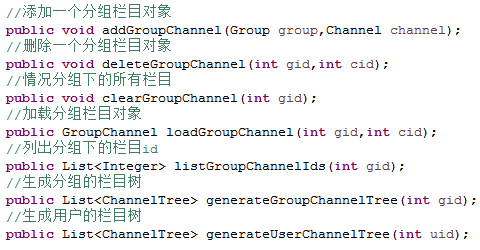 //添加一个分组栏目对象
public void addGroupChannel(Group group,Channel channel);
//删除一个分组栏目对象
public void deleteGroupChannel(int gid,int cid);
//情况分组下的所有栏目
public void clearGroupChannel(int gid);
//加载分组栏目对象
public GroupChannel loadGroupChannel(int gid,int cid);
//列出分组下的栏目id
public List<Integer> listGroupChannelIds(int gid);
//生成分组的栏目树
public List<ChannelTree> generateGroupChannelTree(int gid);
//生成用户的栏目树
public List<ChannelTree> generateUserChannelTree(int uid);